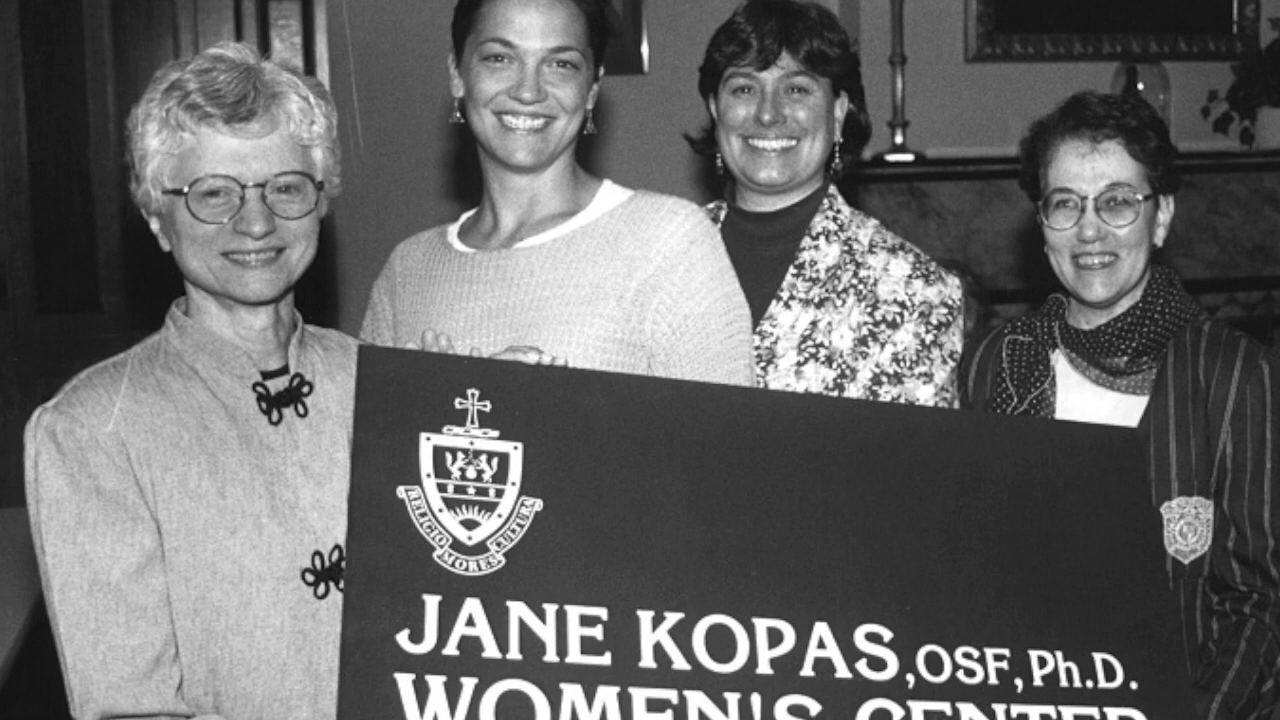 RELIGIO MORES CULTURA
JANE KOPAS, OSF, Ph.D.
WOMEN'S CENTER